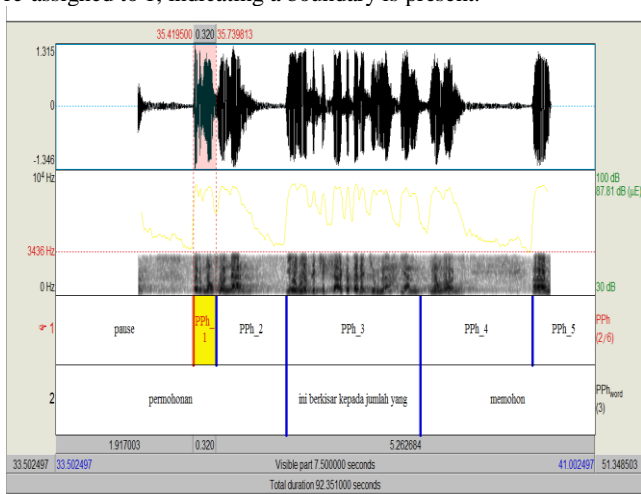 re-assigned to 1, indicating a boundary is present.
35.419500 0.320 35.739813
1.315
0
-1.346
10⁴ Hz
100 dB
87.81 dB (µE)
3436 Hz
0 Hz
30 dB
1 pause PPh_1 PPh_2 PPh_3 PPh_4 PPh_5 PPh (2/6)
2 permohonan ini berkisar kepada jumlah yang memohon PPh_word (3)
1.917003 0.320 5.262684
33.502497 33.502497 Visible part 7.500000 seconds 41.002497 51.348503
Total duration 92.351000 seconds